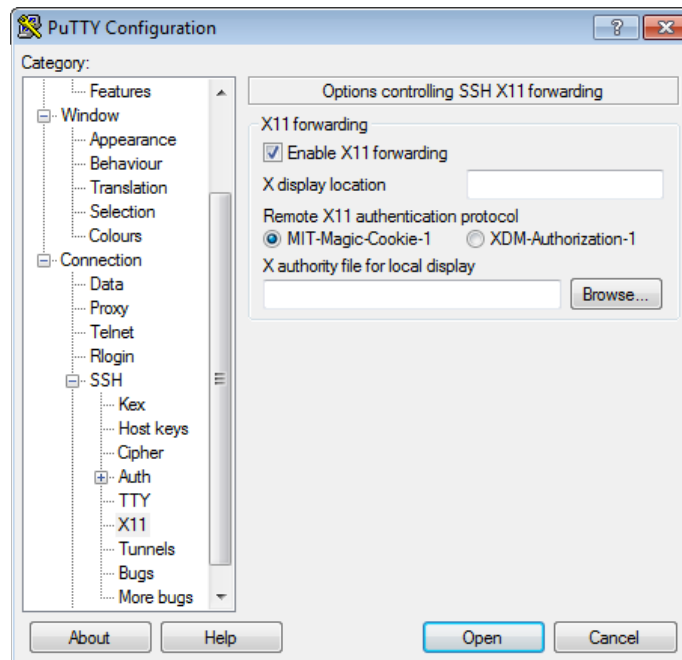 PuTTY Configuration
Category:
Features
Window
Appearance
Behaviour
Translation
Selection
Colours
Connection
Data
Proxy
Telnet
Rlogin
SSH
Kex
Host keys
Cipher
Auth
TTY
X11
Tunnels
Bugs
More bugs
Options controlling SSH X11 forwarding
X11 forwarding
Enable X11 forwarding
X display location
Remote X11 authentication protocol
MIT-Magic-Cookie-1 XDM-Authorization-1
X authority file for local display
Browse...
About Help Open Cancel